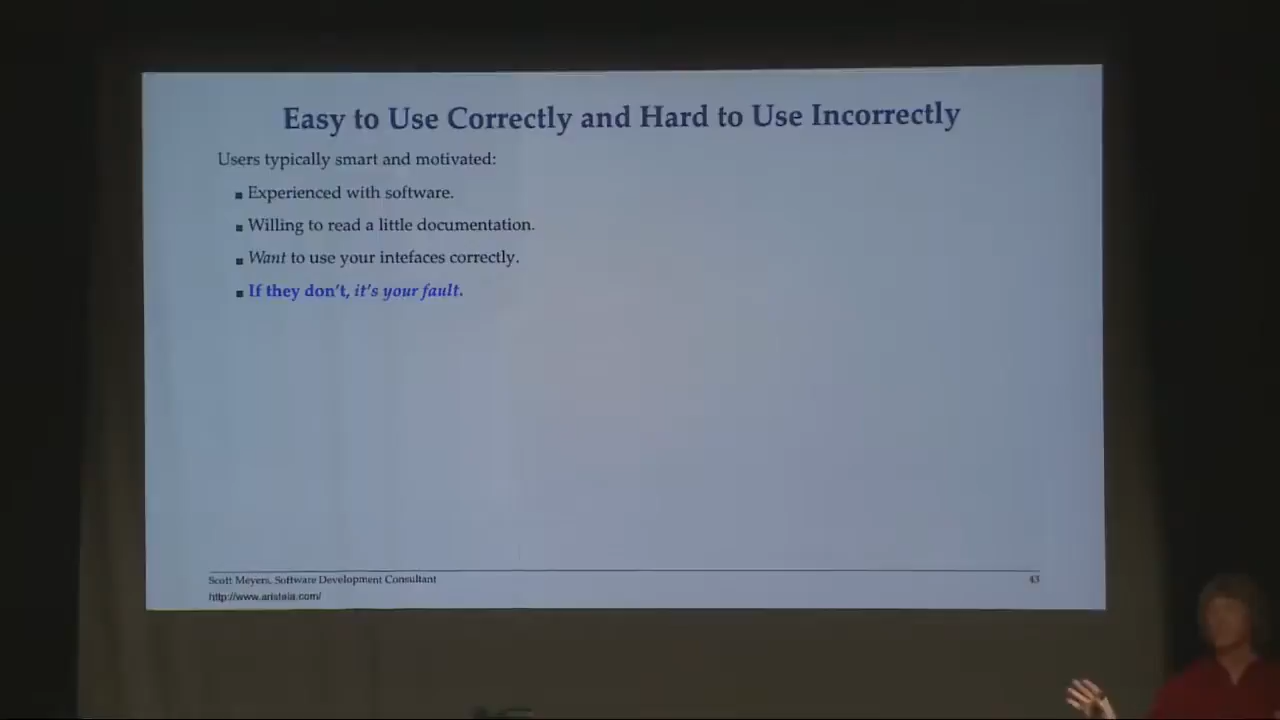 Easy to Use Correctly and Hard to Use Incorrectly
Users typically smart and motivated:
■ Experienced with software.
■ Willing to read a little documentation.
■ Want to use your intefaces correctly.
■ If they don't, it's your fault.
Scott Meyers, Software Development Consultant
43
http://www.aristeia.com/